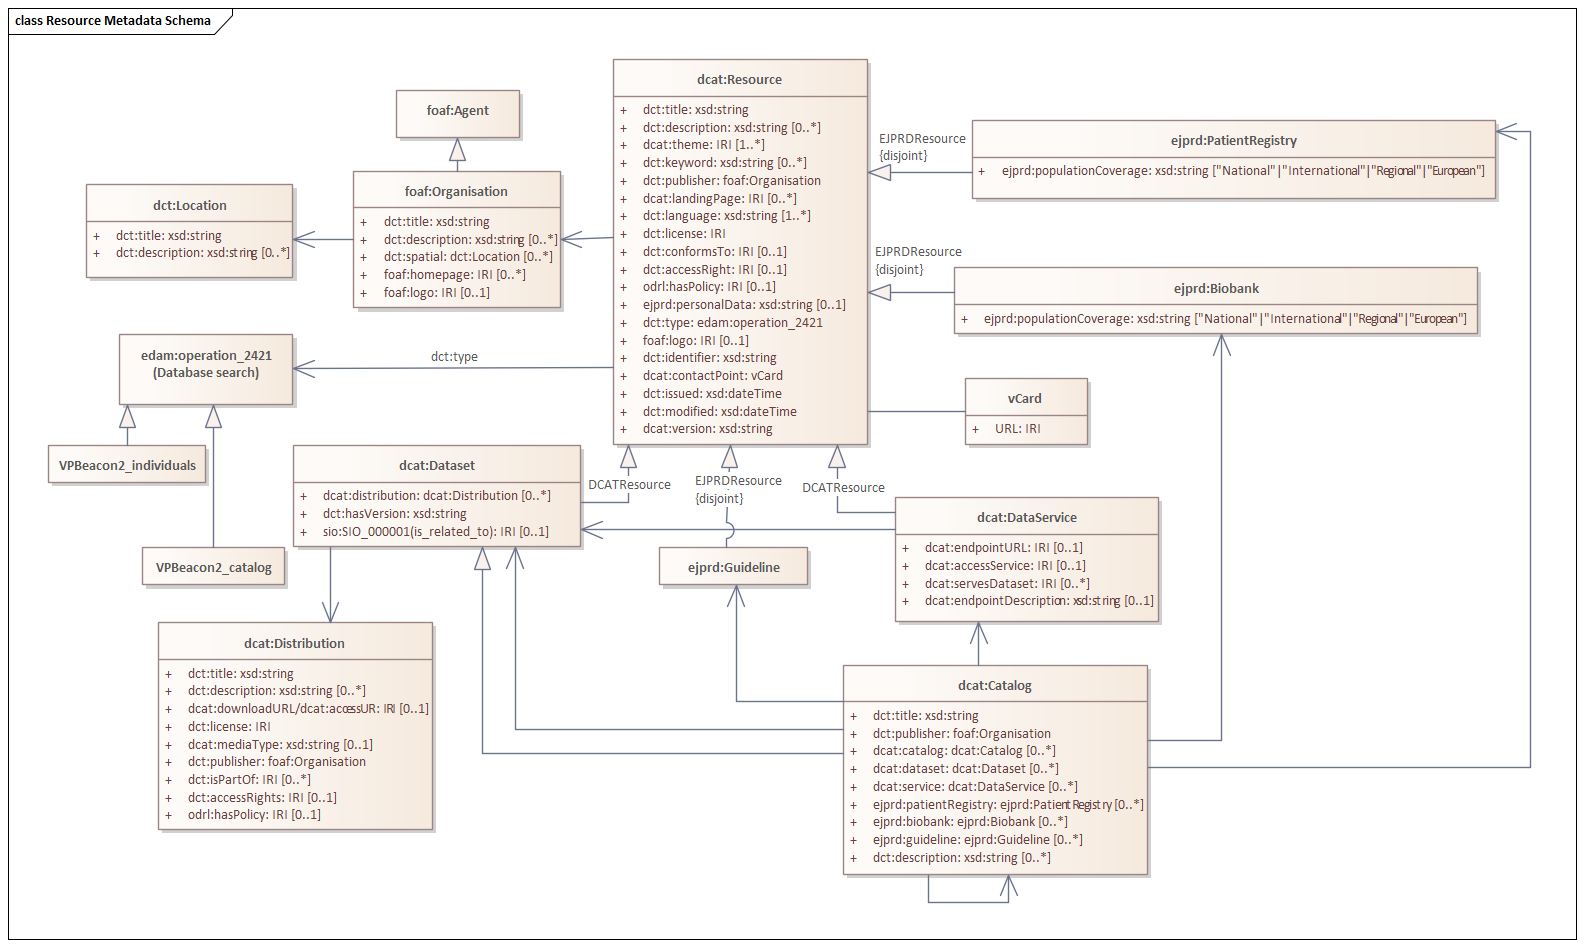 class Resource Metadata Schema
dcat:Resource
+ dct:title: xsd:string
+ dct:description: xsd:string [0..*]
+ dcat:theme: IRI [1..*]
+ dct:keyword: xsd:string [0..*]
+ dct:publisher: foaf:Organisation
+ dcat:landingPage: IRI [0..*]
+ dct:language: xsd:string [1..*]
+ dct:license: IRI
+ dct:conformsTo: IRI [0..1]
+ dct:accessRight: IRI [0..1]
+ odrl:hasPolicy: IRI [0..1]
+ ejprd:personalData: xsd:string [0..1]
+ dct:type: edam:operation_2421
+ foaf:logo: IRI [0..1]
+ dct:identifier: xsd:string
+ dcat:contactPoint: vCard
+ dct:issued: xsd:dateTime
+ dct:modified: xsd:dateTime
+ dcat:version: xsd:string
foaf:Agent
foaf:Organisation
+ dct:title: xsd:string
+ dct:description: xsd:string [0..*]
+ dct:spatial: dct:Location [0..*]
+ foaf:homepage: IRI [0..*]
+ foaf:logo: IRI [0..1]
dct:Location
+ dct:title: xsd:string
+ dct:description: xsd:string [0..*]
EJPRDResource
{disjoint}
ejprd:PatientRegistry
+ ejprd:populationCoverage: xsd:string ["National"|"International"|"Regional"|"European"]
EJPRDResource
{disjoint}
ejprd:Biobank
+ ejprd:populationCoverage: xsd:string ["National"|"International"|"Regional"|"European"]
edam:operation_2421
(Database search)
dct:type
vCard
+ URL: IRI
VPBeacon2_individuals
VPBeacon2_catalog
dcat:Dataset
+ dcat:distribution: dcat:Distribution [0..*]
+ dct:hasVersion: xsd:string
+ sio:SIO_000001(is_related_to): IRI [0..1]
DCATResource
EJPRDResource
{disjoint}
DCATResource
ejprd:Guideline
dcat:DataService
+ dcat:endpointURL: IRI [0..1]
+ dcat:accessService: IRI [0..1]
+ dcat:servesDataset: IRI [0..*]
+ dcat:endpointDescription: xsd:string [0..1]
dcat:Distribution
+ dct:title: xsd:string
+ dct:description: xsd:string [0..*]
+ dcat:downloadURL/dcat:accessUR: IRI [0..1]
+ dct:license: IRI
+ dcat:mediaType: xsd:string [0..1]
+ dct:publisher: foaf:Organisation
+ dct:isPartOf: IRI [0..*]
+ dct:accessRights: IRI [0..1]
+ odrl:hasPolicy: IRI [0..1]
dcat:Catalog
+ dct:title: xsd:string
+ dct:publisher: foaf:Organisation
+ dcat:catalog: dcat:Catalog [0..*]
+ dcat:dataset: dcat:Dataset [0..*]
+ dcat:service: dcat:DataService [0..*]
+ ejprd:patientRegistry: ejprd:PatientRegistry [0..*]
+ ejprd:biobank: ejprd:Biobank [0..*]
+ ejprd:guideline: ejprd:Guideline [0..*]
+ dct:description: xsd:string [0..*]